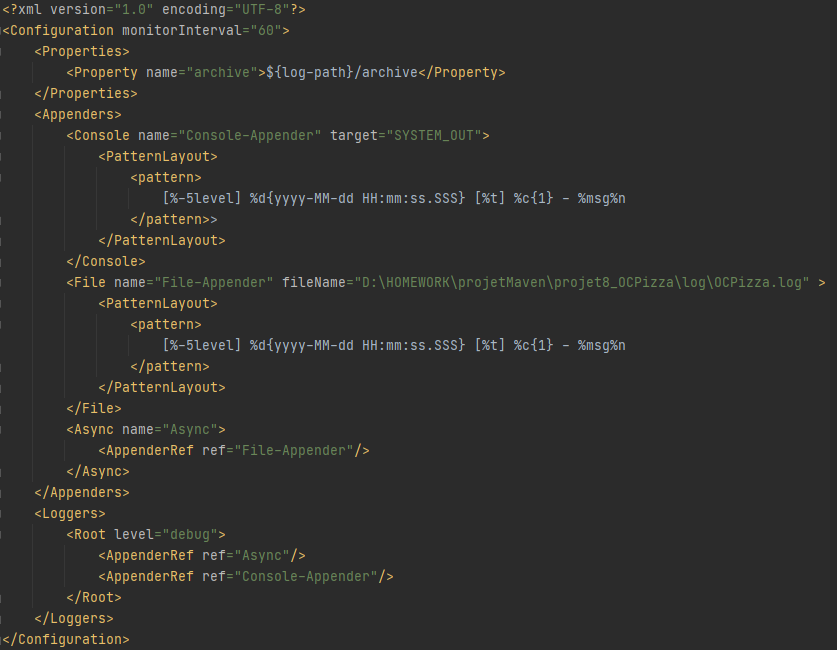 <?xml version="1.0" encoding="UTF-8"?>
<Configuration monitorInterval="60">
    <Properties>
        <Property name="archive">${log-path}/archive</Property>
    </Properties>
    <Appenders>
        <Console name="Console-Appender" target="SYSTEM_OUT">
            <PatternLayout>
                <pattern>
                    [%-5level] %d{yyyy-MM-dd HH:mm:ss.SSS} [%t] %c{1} - %msg%n
                </pattern>>
            </PatternLayout>
        </Console>
        <File name="File-Appender" fileName="D:\HOMEWORK\projetMaven\projet8_OCPizza\log\OCPizza.log" >
            <PatternLayout>
                <pattern>
                    [%-5level] %d{yyyy-MM-dd HH:mm:ss.SSS} [%t] %c{1} - %msg%n
                </pattern>
            </PatternLayout>
        </File>
        <Async name="Async">
            <AppenderRef ref="File-Appender"/>
        </Async>
    </Appenders>
    <Loggers>
        <Root level="debug">
            <AppenderRef ref="Async"/>
            <AppenderRef ref="Console-Appender"/>
        </Root>
    </Loggers>
</Configuration>